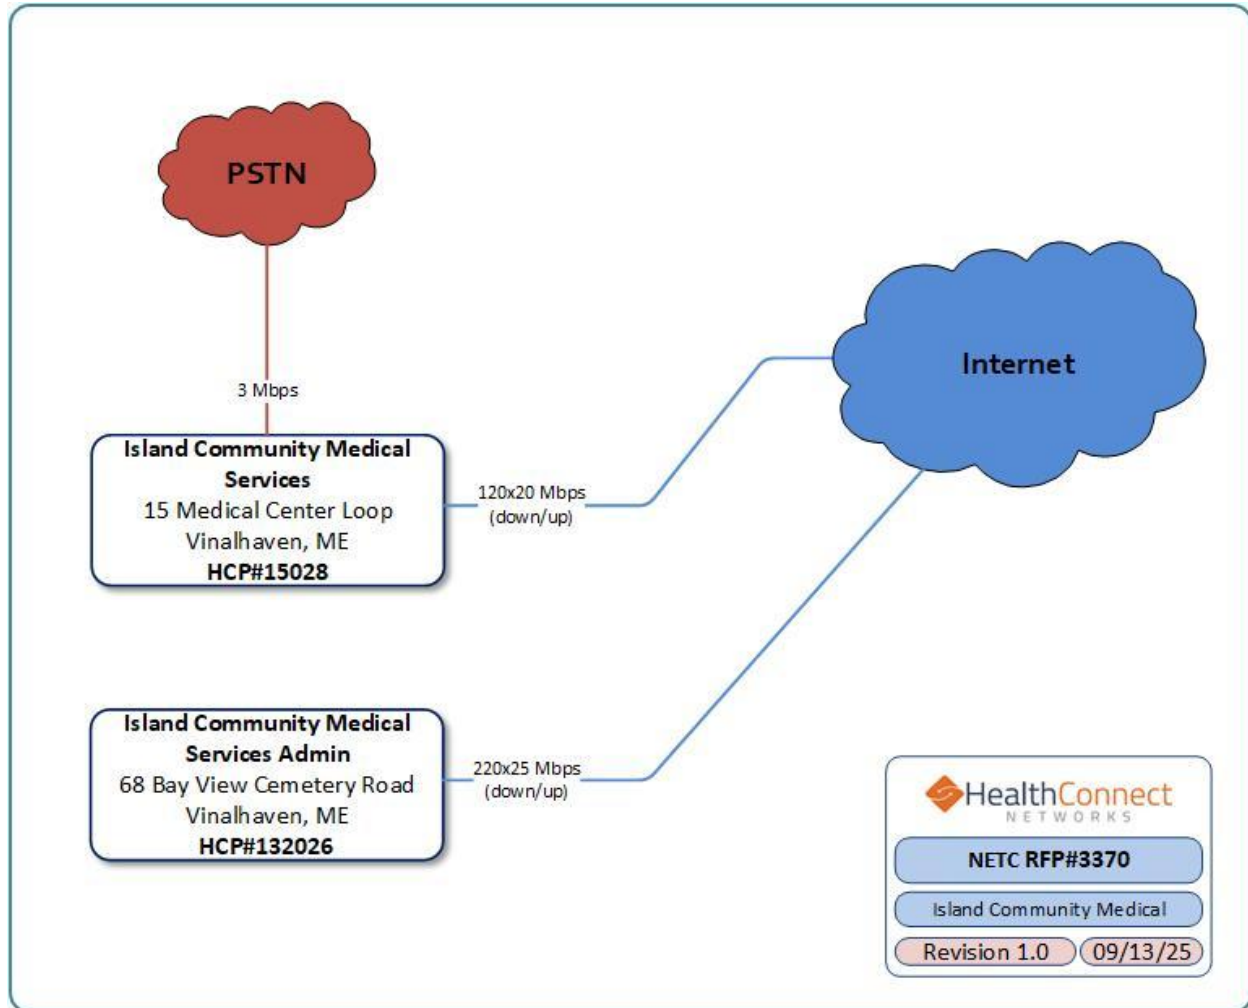 PSTN
Internet
3 Mbps
Island Community Medical
Services
15 Medical Center Loop
Vinalhaven, ME
HCP#15028
120x20 Mbps
(down/up)
Island Community Medical
Services Admin
68 Bay View Cemetery Road
Vinalhaven, ME
HCP#132026
220x25 Mbps
(down/up)
HealthConnect
NETWORKS
NETC RFP#3370
Island Community Medical
Revision 1.0
09/13/25